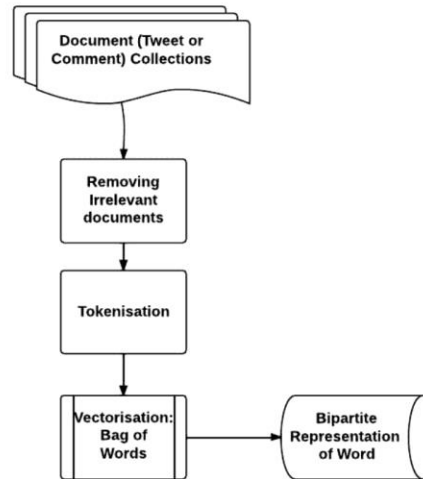 Document (Tweet or
Comment) Collections
Removing
Irrelevant
documents
Tokenisation
Vectorisation:
Bag of
Words
Bipartite
Representation
of Word